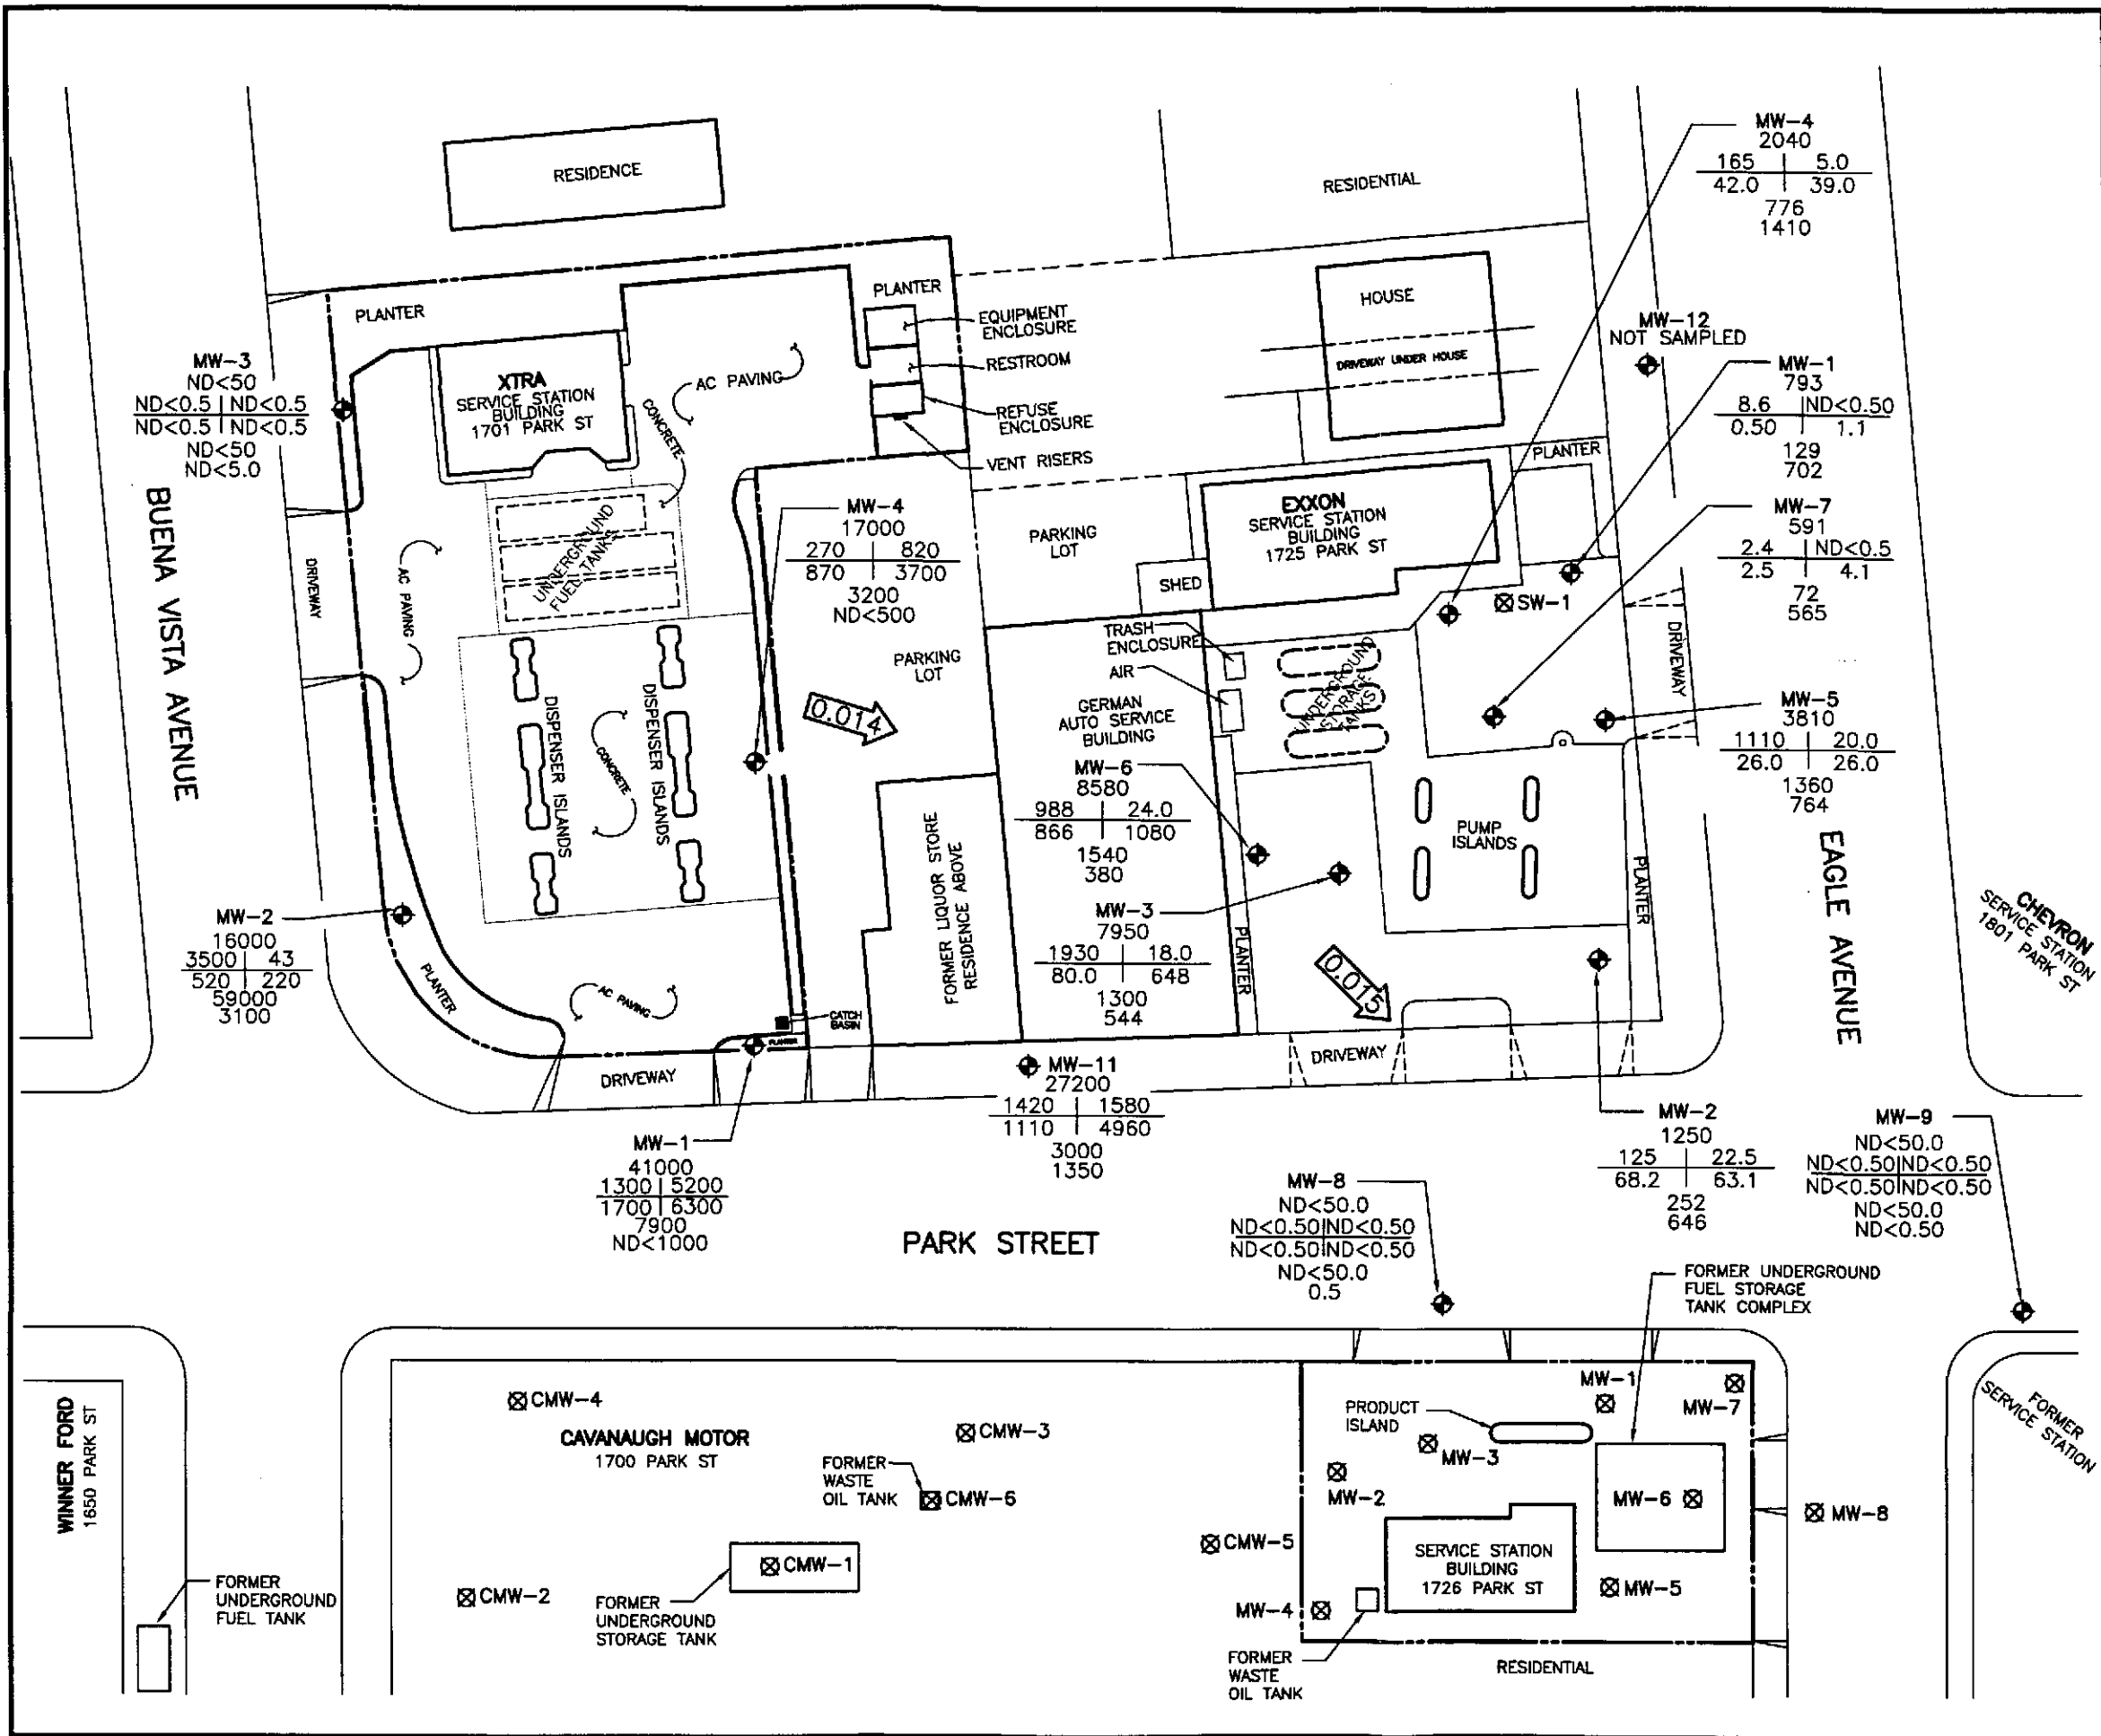 RESIDENCE
RESIDENTIAL
MW-4
2040
165 | 5.0
42.0 | 39.0
776
1410
PLANTER
PLANTER
EQUIPMENT
ENCLOSURE
RESTROOM
REFUSE
ENCLOSURE
VENT RISERS
HOUSE
DRIVEWAY UNDER HOUSE
MW-12
NOT SAMPLED
MW-3
ND<50
ND<0.5 | ND<0.5
ND<0.5 | ND<0.5
ND<50
ND<5.0
XTRA
SERVICE STATION
BUILDING
1701 PARK ST
AC PAVING
CONCRETE
MW-1
793
8.6 | ND<0.50
0.50 | 1.1
129
702
PLANTER
BUENA VISTA AVENUE
DRIVEWAY
AC PAVING
UNDERGROUND
FUEL TANKS
MW-4
17000
270 | 820
870 | 3700
3200
ND<500
PARKING
LOT
EXXON
SERVICE STATION
BUILDING
1725 PARK ST
SHED
SW-1
MW-7
591
2.4 | ND<0.5
2.5 | 4.1
72
565
PARKING
LOT
TRASH
ENCLOSURE
AIR
UNDERGROUND
STORAGE
TANKS
DRIVEWAY
0.014
GERMAN
AUTO SERVICE
BUILDING
MW-5
3810
1110 | 20.0
26.0 | 26.0
1360
764
DISPENSER ISLANDS
CONCRETE
DISPENSER ISLANDS
MW-6
8580
988 | 24.0
866 | 1080
1540
380
PUMP
ISLANDS
EAGLE AVENUE
CHEVRON
SERVICE STATION
1801 PARK ST
FORMER LIQUOR STORE
RESIDENCE ABOVE
MW-3
7950
1930 | 18.0
80.0 | 648
1300
544
PLANTER
PLANTER
0.015
MW-2
16000
3500 | 43
520 | 220
59000
3100
PLANTER
AC PAVING
CATCH
BASIN
PLANTER
DRIVEWAY
DRIVEWAY
MW-11
27200
1420 | 1580
1110 | 4960
3000
1350
MW-1
41000
1300 | 5200
1700 | 6300
7900
ND<1000
PARK STREET
MW-2
1250
125 | 22.5
68.2 | 63.1
252
646
MW-9
ND<50.0
ND<0.50|ND<0.50
ND<0.50|ND<0.50
ND<50.0
ND<0.50
MW-8
ND<50.0
ND<0.50|ND<0.50
ND<0.50|ND<0.50
ND<50.0
0.5
FORMER UNDERGROUND
FUEL STORAGE
TANK COMPLEX
WINNER FORD
1650 PARK ST
FORMER
UNDERGROUND
FUEL TANK
CMW-4
CAVANAUGH MOTOR
1700 PARK ST
CMW-3
FORMER
WASTE
OIL TANK
CMW-6
CMW-1
CMW-2
FORMER
UNDERGROUND
STORAGE TANK
CMW-5
PRODUCT
ISLAND
MW-1
MW-7
MW-3
MW-2
MW-6
MW-8
SERVICE STATION
BUILDING
1726 PARK ST
MW-5
MW-4
FORMER
WASTE
OIL TANK
RESIDENTIAL
FORMER
SERVICE STATION